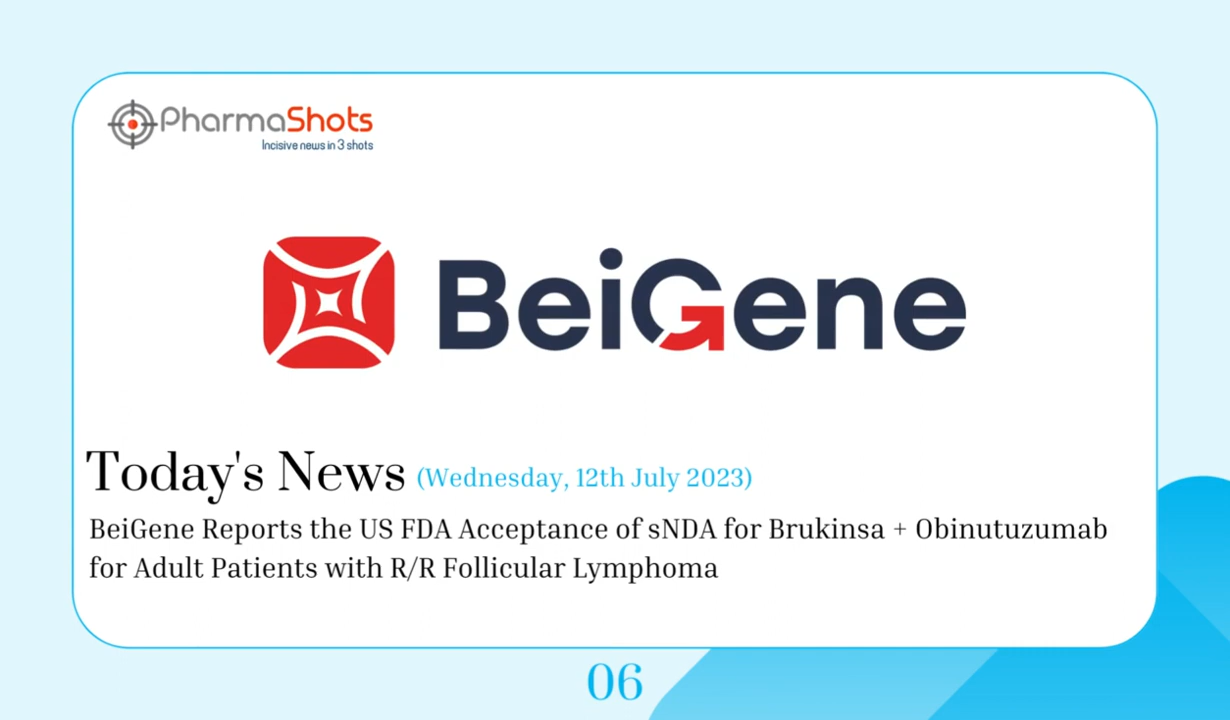 PharmaShots
Incisive news in 3 shots
BeiGene
Today's News (Wednesday, 12th July 2023)
BeiGene Reports the US FDA Acceptance of sNDA for Brukinsa + Obinutuzumab
for Adult Patients with R/R Follicular Lymphoma
06